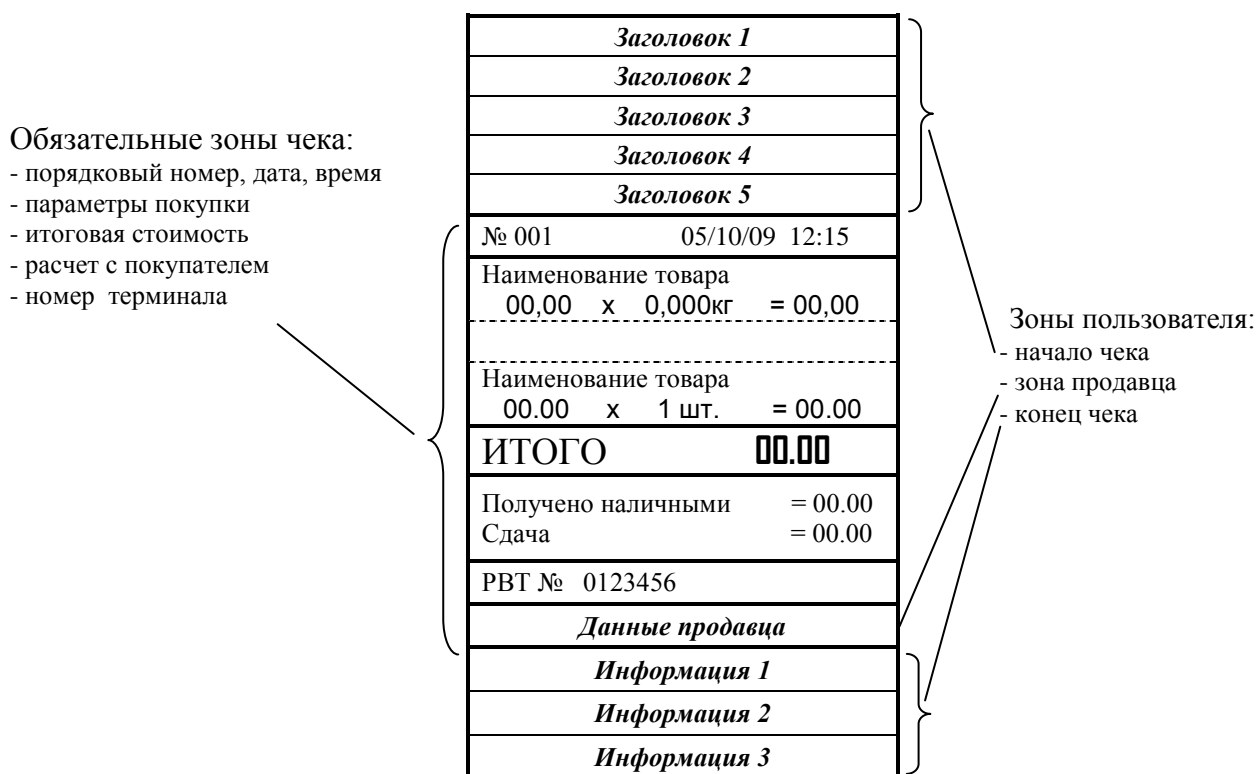 Обязательные зоны чека:
- порядковый номер, дата, время
- параметры покупки
- итоговая стоимость
- расчет с покупателем
- номер терминала
Заголовок 1
Заголовок 2
Заголовок 3
Заголовок 4
Заголовок 5
№ 001 05/10/09 12:15
Наименование товара
00,00 х 0,000кг = 00,00
Наименование товара
00.00 х 1 шт. = 00.00
ИТОГО 00.00
Получено наличными = 00.00
Сдача = 00.00
РВТ № 0123456
Данные продавца
Информация 1
Информация 2
Информация 3
Зоны пользователя:
- начало чека
- зона продавца
- конец чека